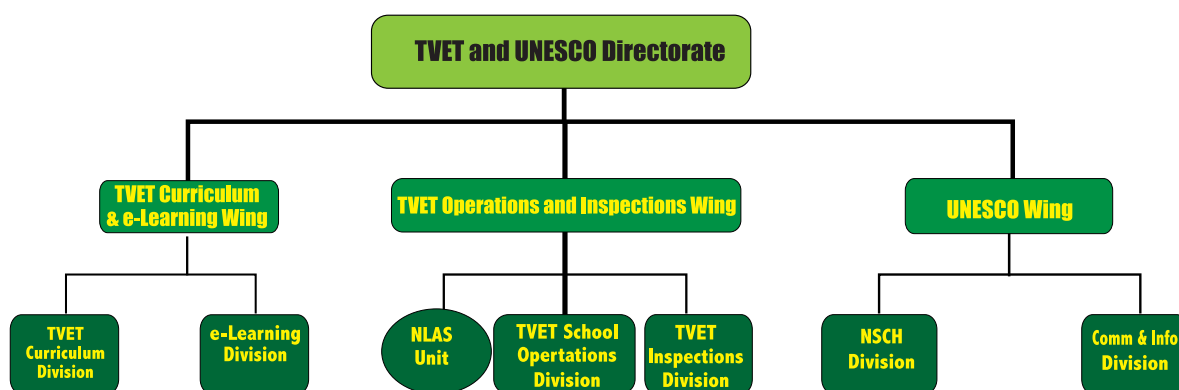 TVET and UNESCO Directorate
TVET Curriculum
& e-Learning Wing
TVET Operations and Inspections Wing
UNESCO Wing
TVET
Curriculum
Division
e-Learning
Division
NLAS
Unit
TVET School
Opertations
Division
TVET
Inspections
Division
NSCH
Division
Comm & Info
Division